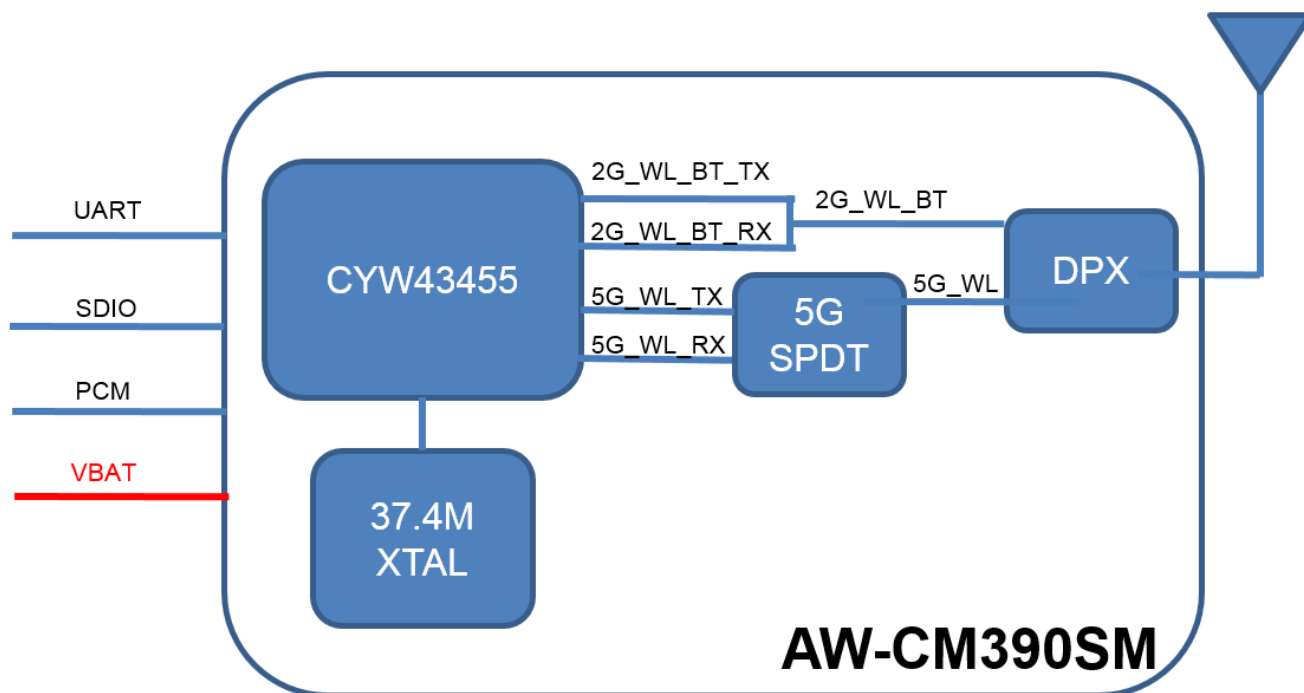 2G_WL_BT_TX
UART
2G_WL_BT
2G_WL_BT_RX
CYW43455
DPX
5G_WL_TX
5G_WL
SDIO
5G
SPDT
5G_WL_RX
PCM
VBAT
37.4M
XTAL
AW-CM390SM